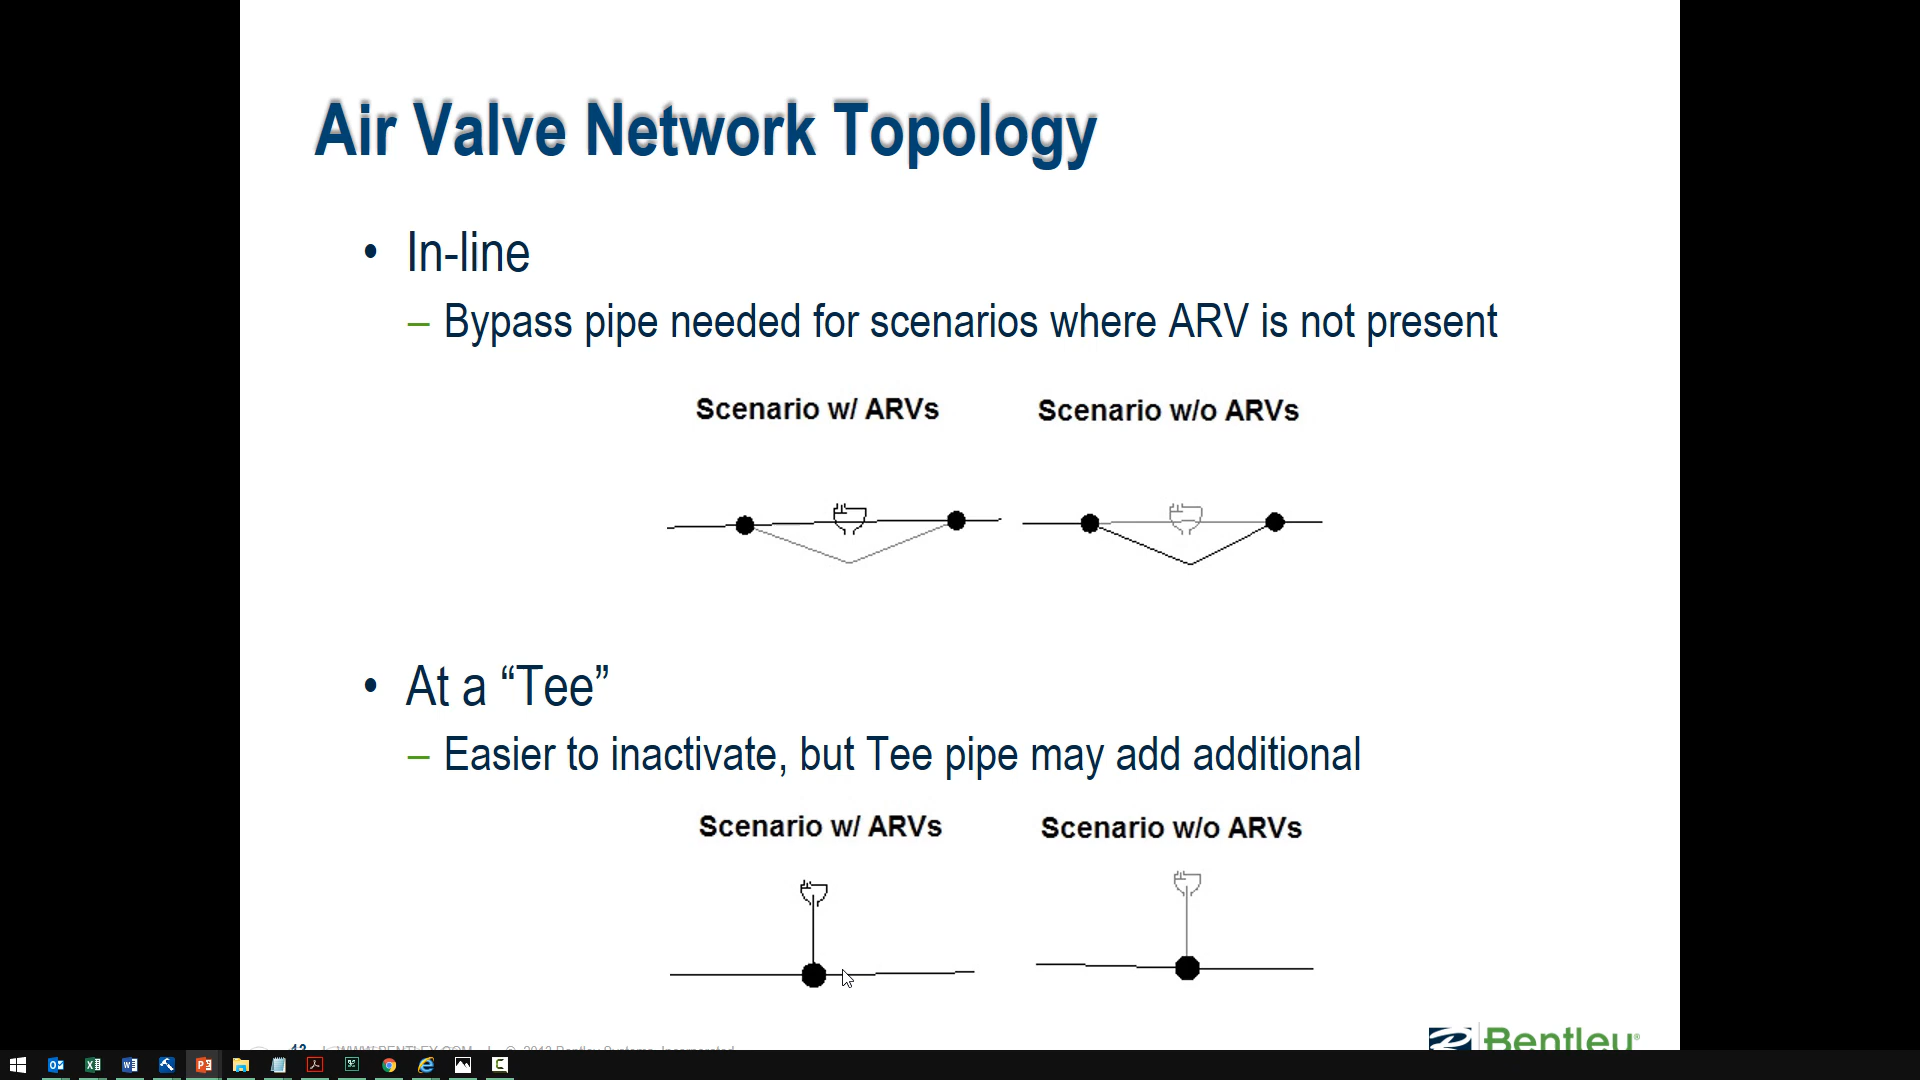 Air Valve Network Topology
• In-line
– Bypass pipe needed for scenarios where ARV is not present
Scenario w/ ARVs
Scenario w/o ARVs
• At a “Tee”
– Easier to inactivate, but Tee pipe may add additional
Scenario w/ ARVs
Scenario w/o ARVs
Bentley®